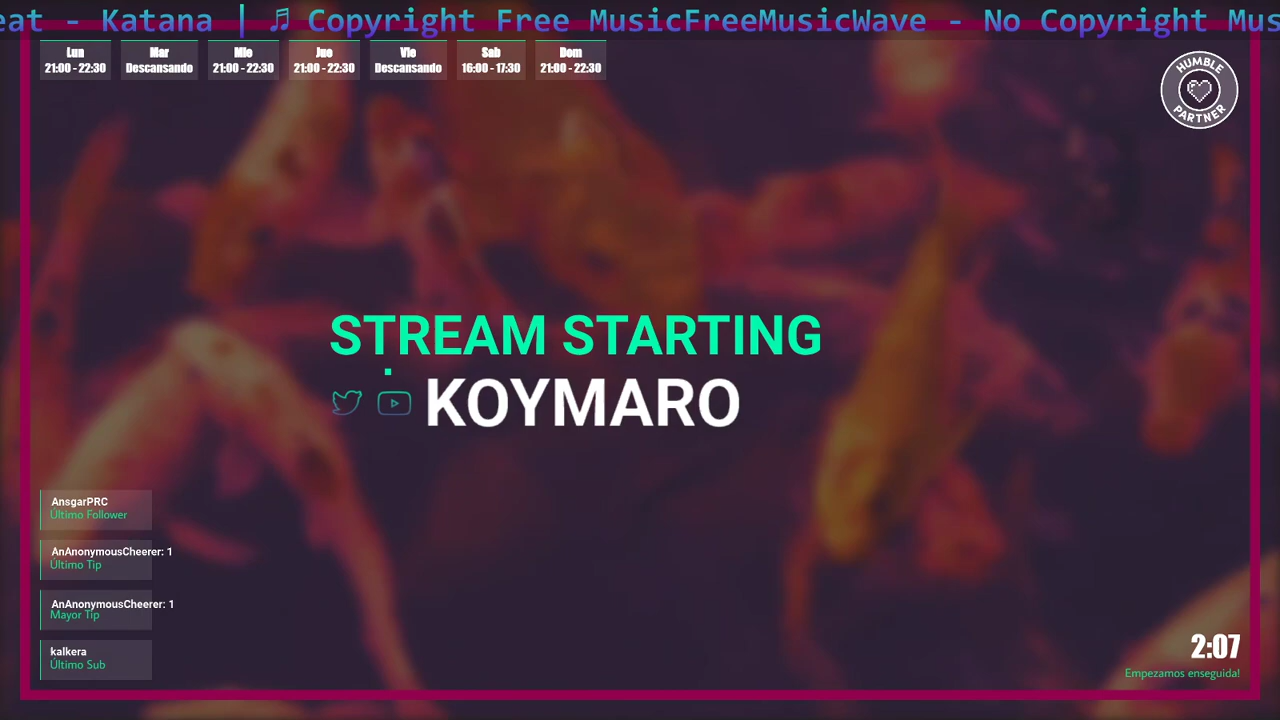 eat - Katana | ♫ Copyright Free MusicFreeMusicWave - No Copyright Mus
Lun
21:00 - 22:30
Mar
Descansando
Mie
21:00 - 22:30
Jue
21:00 - 22:30
Vie
Descansando
Sab
16:00 - 17:30
Dom
21:00 - 22:30
HUMBLE
PARTNER
STREAM STARTING
KOYMARO
AnsgarPRC
Último Follower
AnAnonymousCheerer: 1
Último Tip
AnAnonymousCheerer: 1
Mayor Tip
kalkera
Último Sub
2:07
Empezamos enseguida!